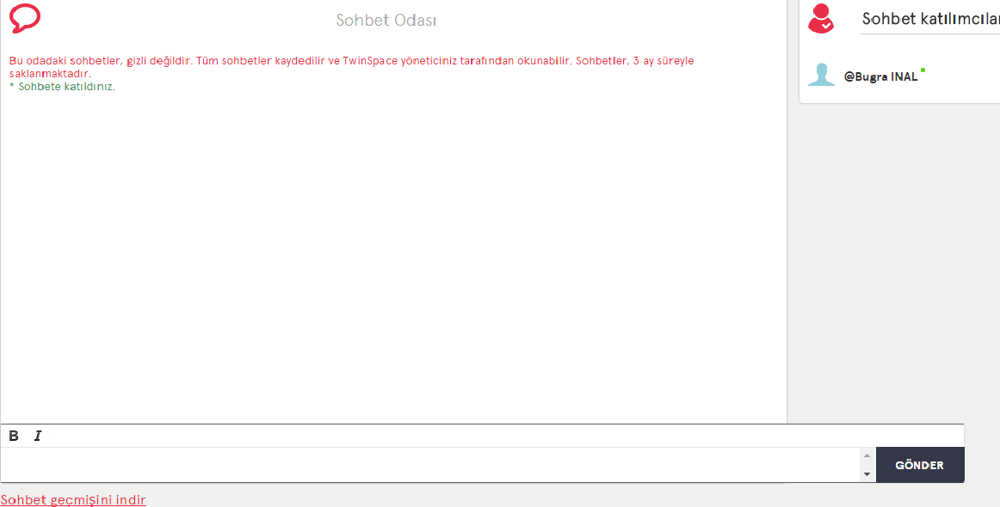 Sohbet Odası
Bu odadaki sohbetler, gizli değildir. Tüm sohbetler kaydedilir ve TwinSpace yöneticiniz tarafından okunabilir. Sohbetler, 3 ay süreyle
saklanmaktadır.
* Sohbete katıldınız.
Sohbet katılımcılar
@Bugra INAL
B I
GÖNDER
Sohbet geçmişini indir